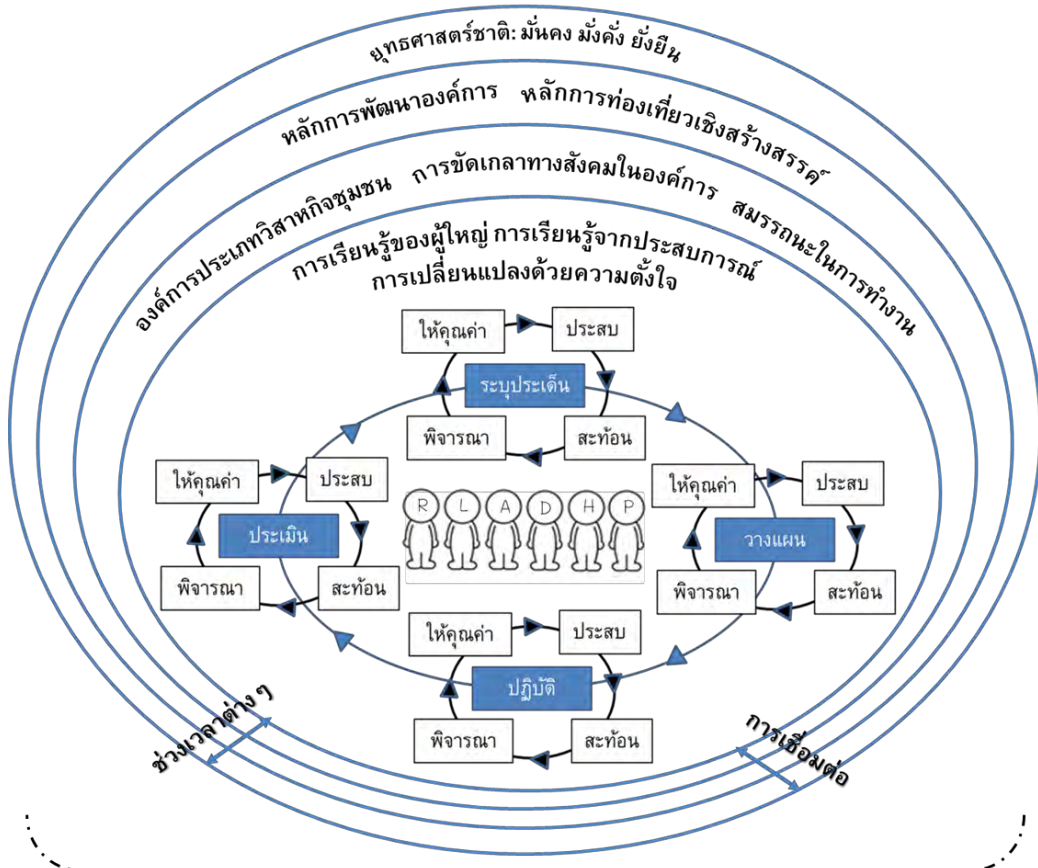 ยุทธศาสตร์ชาติ: มั่นคง มั่งคั่ง ยั่งยืน
หลักการพัฒนาองค์การ หลักการท่องเที่ยวเชิงสร้างสรรค์
องค์การประเภทวิสาหกิจชุมชน การขัดเกลาทางสังคมในองค์การ สมรรถนะในการทำงาน
การเรียนรู้ของผู้ใหญ่ การเรียนรู้จากประสบการณ์
การเปลี่ยนแปลงด้วยความตั้งใจ
ให้คุณค่า ประสบ
ระบุประเด็น
พิจารณา สะท้อน
ให้คุณค่า ประสบ
ประเมิน
พิจารณา สะท้อน
R L A D H P
ให้คุณค่า ประสบ
วางแผน
พิจารณา สะท้อน
ให้คุณค่า ประสบ
ปฏิบัติ
พิจารณา สะท้อน
ช่วงเวลาต่าง ๆ
การเชื่อมต่อ